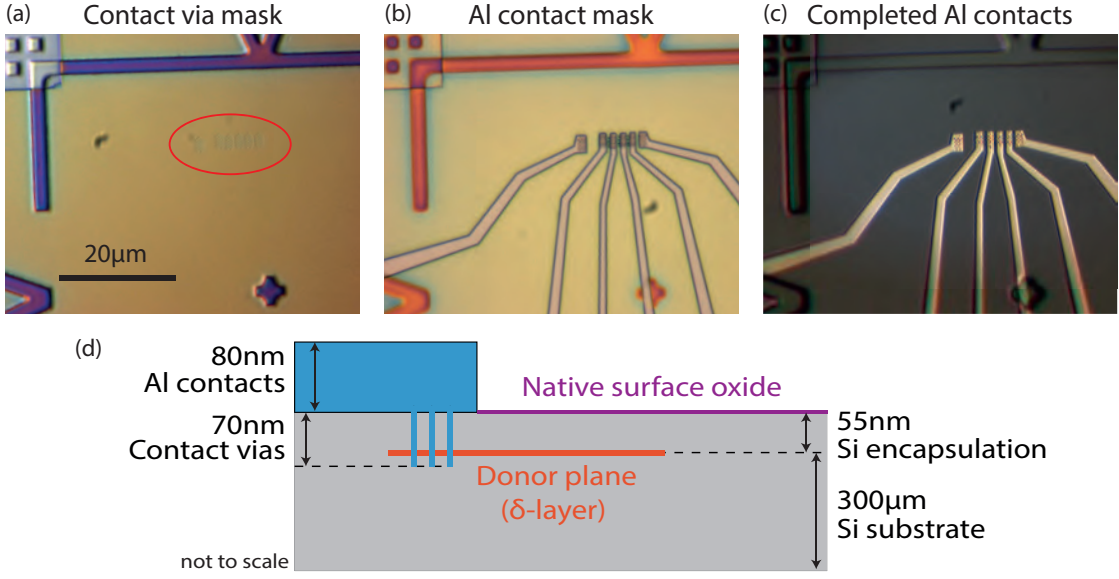 (a) Contact via mask
(b) Al contact mask
(c) Completed Al contacts
20μm
(d)
80nm
Al contacts
70nm
Contact vias
Native surface oxide
Donor plane
(δ-layer)
55nm
Si encapsulation
300μm
Si substrate
not to scale